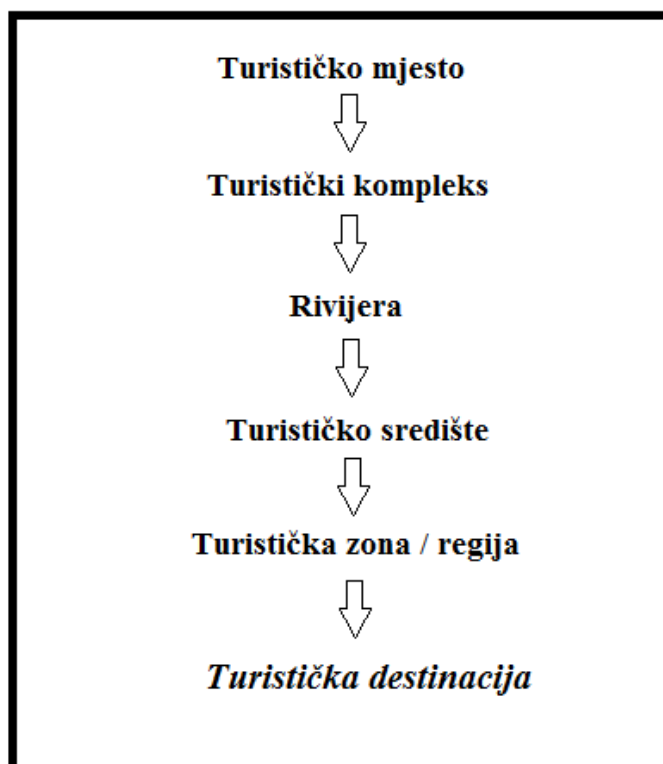 Turističko mjesto
Turistički kompleks
Rivijera
Turističko središte
Turistička zona / regija
Turistička destinacija